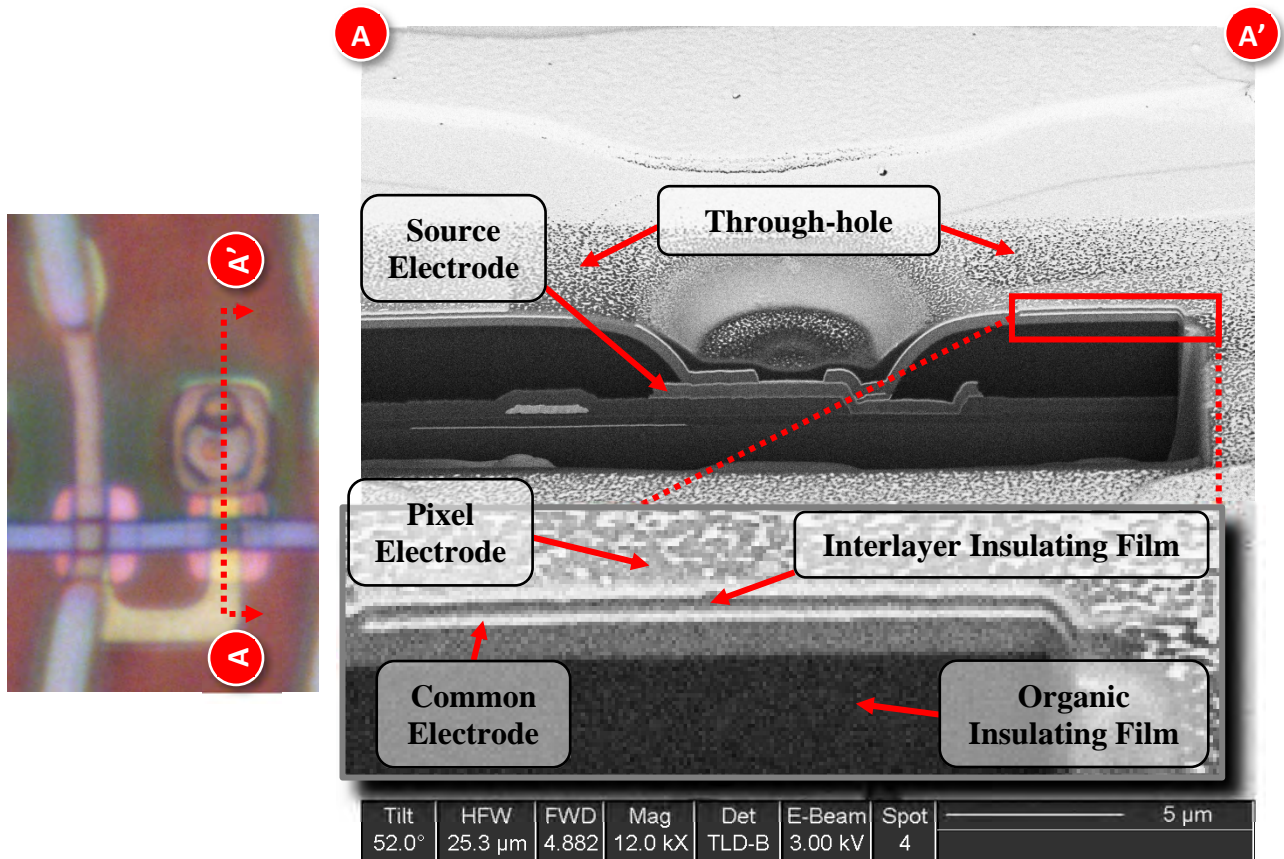 A
A'
Source
Electrode
Through-hole
A'
A
Pixel
Electrode
Interlayer Insulating Film
Common
Electrode
Organic
Insulating Film
Tilt HFW FWD Mag Det E-Beam Spot
52.0° 25.3 µm 4.882 12.0 kX TLD-B 3.00 kV 4
5 µm